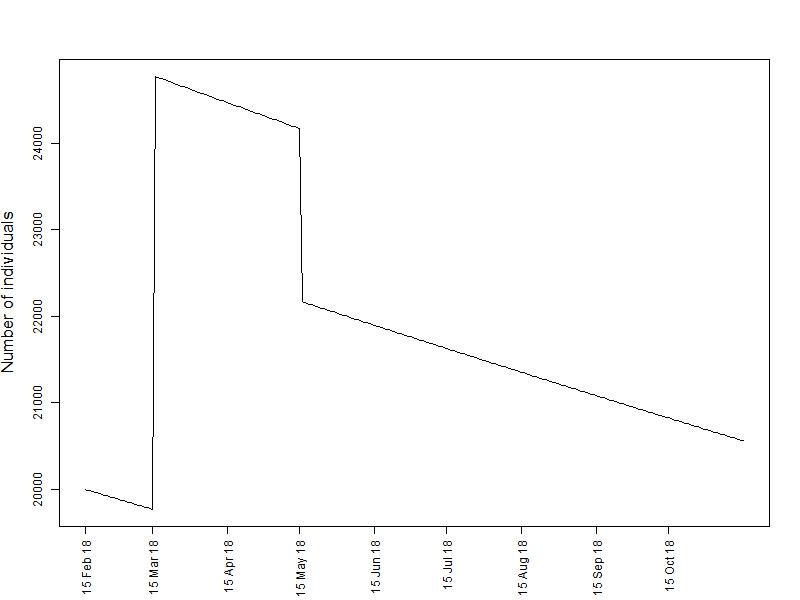 Number of individuals
24000
23000
22000
21000
20000
15 Feb 18
15 Mar 18
15 Apr 18
15 May 18
15 Jun 18
15 Jul 18
15 Aug 18
15 Sep 18
15 Oct 18